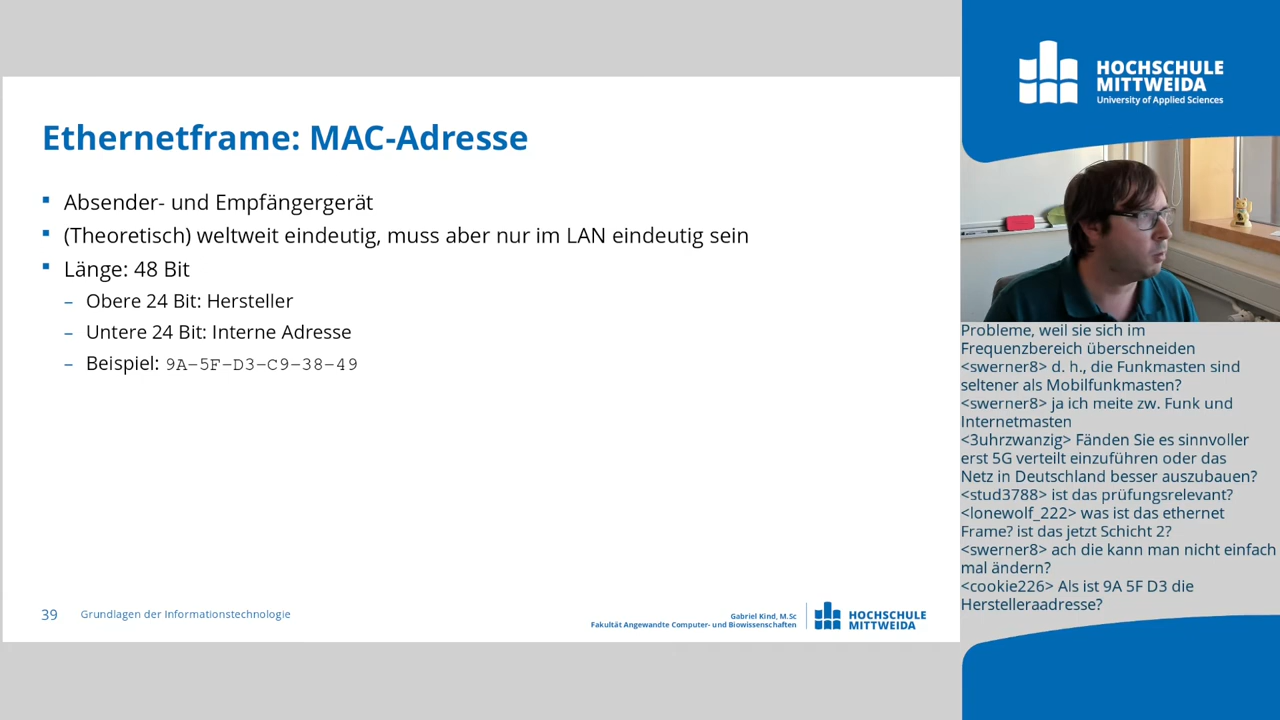 Ethernetframe: MAC-Adresse
Absender- und Empfängergerät
(Theoretisch) weltweit eindeutig, muss aber nur im LAN eindeutig sein
Länge: 48 Bit
– Obere 24 Bit: Hersteller
– Untere 24 Bit: Interne Adresse
– Beispiel: 9A-5F-D3-C9-38-49
39 Grundlagen der Informationstechnologie
Gabriel Kind, M.Sc
Fakultät Angewandte Computer- und Biowissenschaften
HOCHSCHULE
MITTWEIDA
HOCHSCHULE
MITTWEIDA
University of Applied Sciences
Probleme, weil sie sich im
Frequenzbereich überschneiden
<swerner8> d. h., die Funkmasten sind
seltener als Mobilfunkmasten?
<swerner8> ja ich meite zw. Funk und
Internetmasten
<3uhrzwanzig> Fänden Sie es sinnvoller
erst 5G verteilt einzuführen oder das
Netz in Deutschland besser auszubauen?
<stud3788> ist das prüfungsrelevant?
<lonewolf_222> was ist das ethernet
Frame? ist das jetzt Schicht 2?
<swerner8> ach die kann man nicht einfach
mal ändern?
<cookie226> Als ist 9A 5F D3 die
Herstelleraadresse?